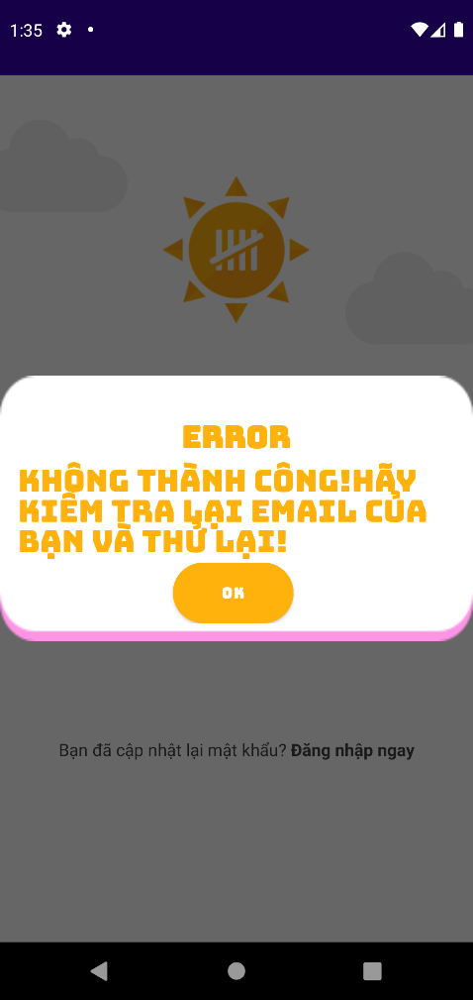 1:35
ERROR
KHÔNG THÀNH CÔNG!HÃY
KIỂM TRA LẠI EMAIL CỦA
BẠN VÀ THỬ LẠI!
OK
Bạn đã cập nhật lại mật khẩu? Đăng nhập ngay